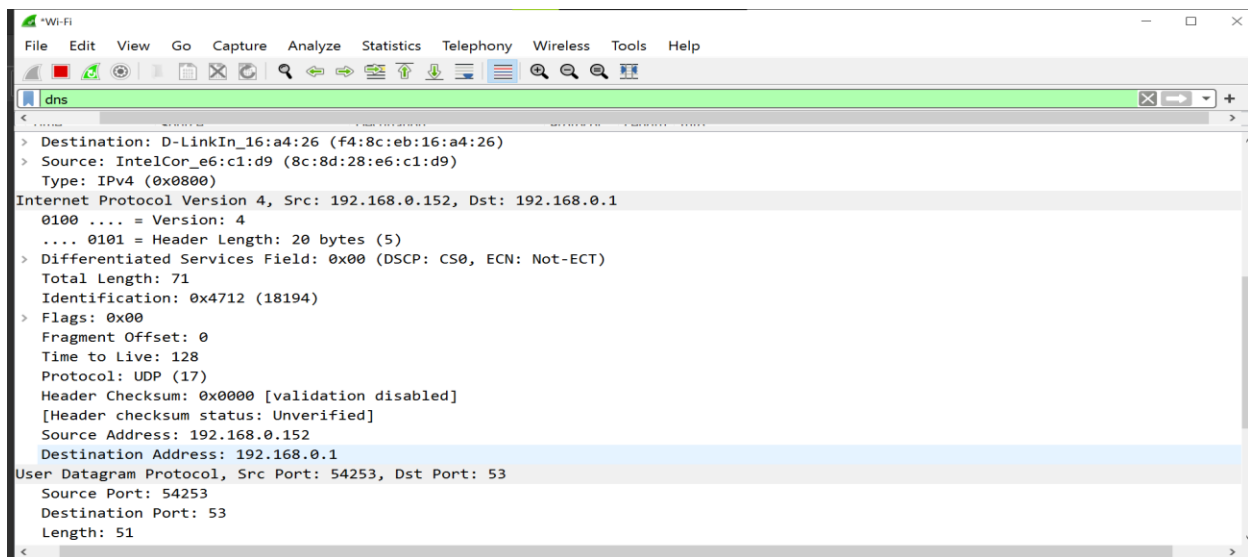 *Wi-Fi
File Edit View Go Capture Analyze Statistics Telephony Wireless Tools Help
dns
> Destination: D-LinkIn_16:a4:26 (f4:8c:eb:16:a4:26)
> Source: IntelCor_e6:c1:d9 (8c:8d:28:e6:c1:d9)
Type: IPv4 (0x0800)
Internet Protocol Version 4, Src: 192.168.0.152, Dst: 192.168.0.1
0100 .... = Version: 4
.... 0101 = Header Length: 20 bytes (5)
> Differentiated Services Field: 0x00 (DSCP: CS0, ECN: Not-ECT)
Total Length: 71
Identification: 0x4712 (18194)
> Flags: 0x00
Fragment Offset: 0
Time to Live: 128
Protocol: UDP (17)
Header Checksum: 0x0000 [validation disabled]
[Header checksum status: Unverified]
Source Address: 192.168.0.152
Destination Address: 192.168.0.1
User Datagram Protocol, Src Port: 54253, Dst Port: 53
Source Port: 54253
Destination Port: 53
Length: 51